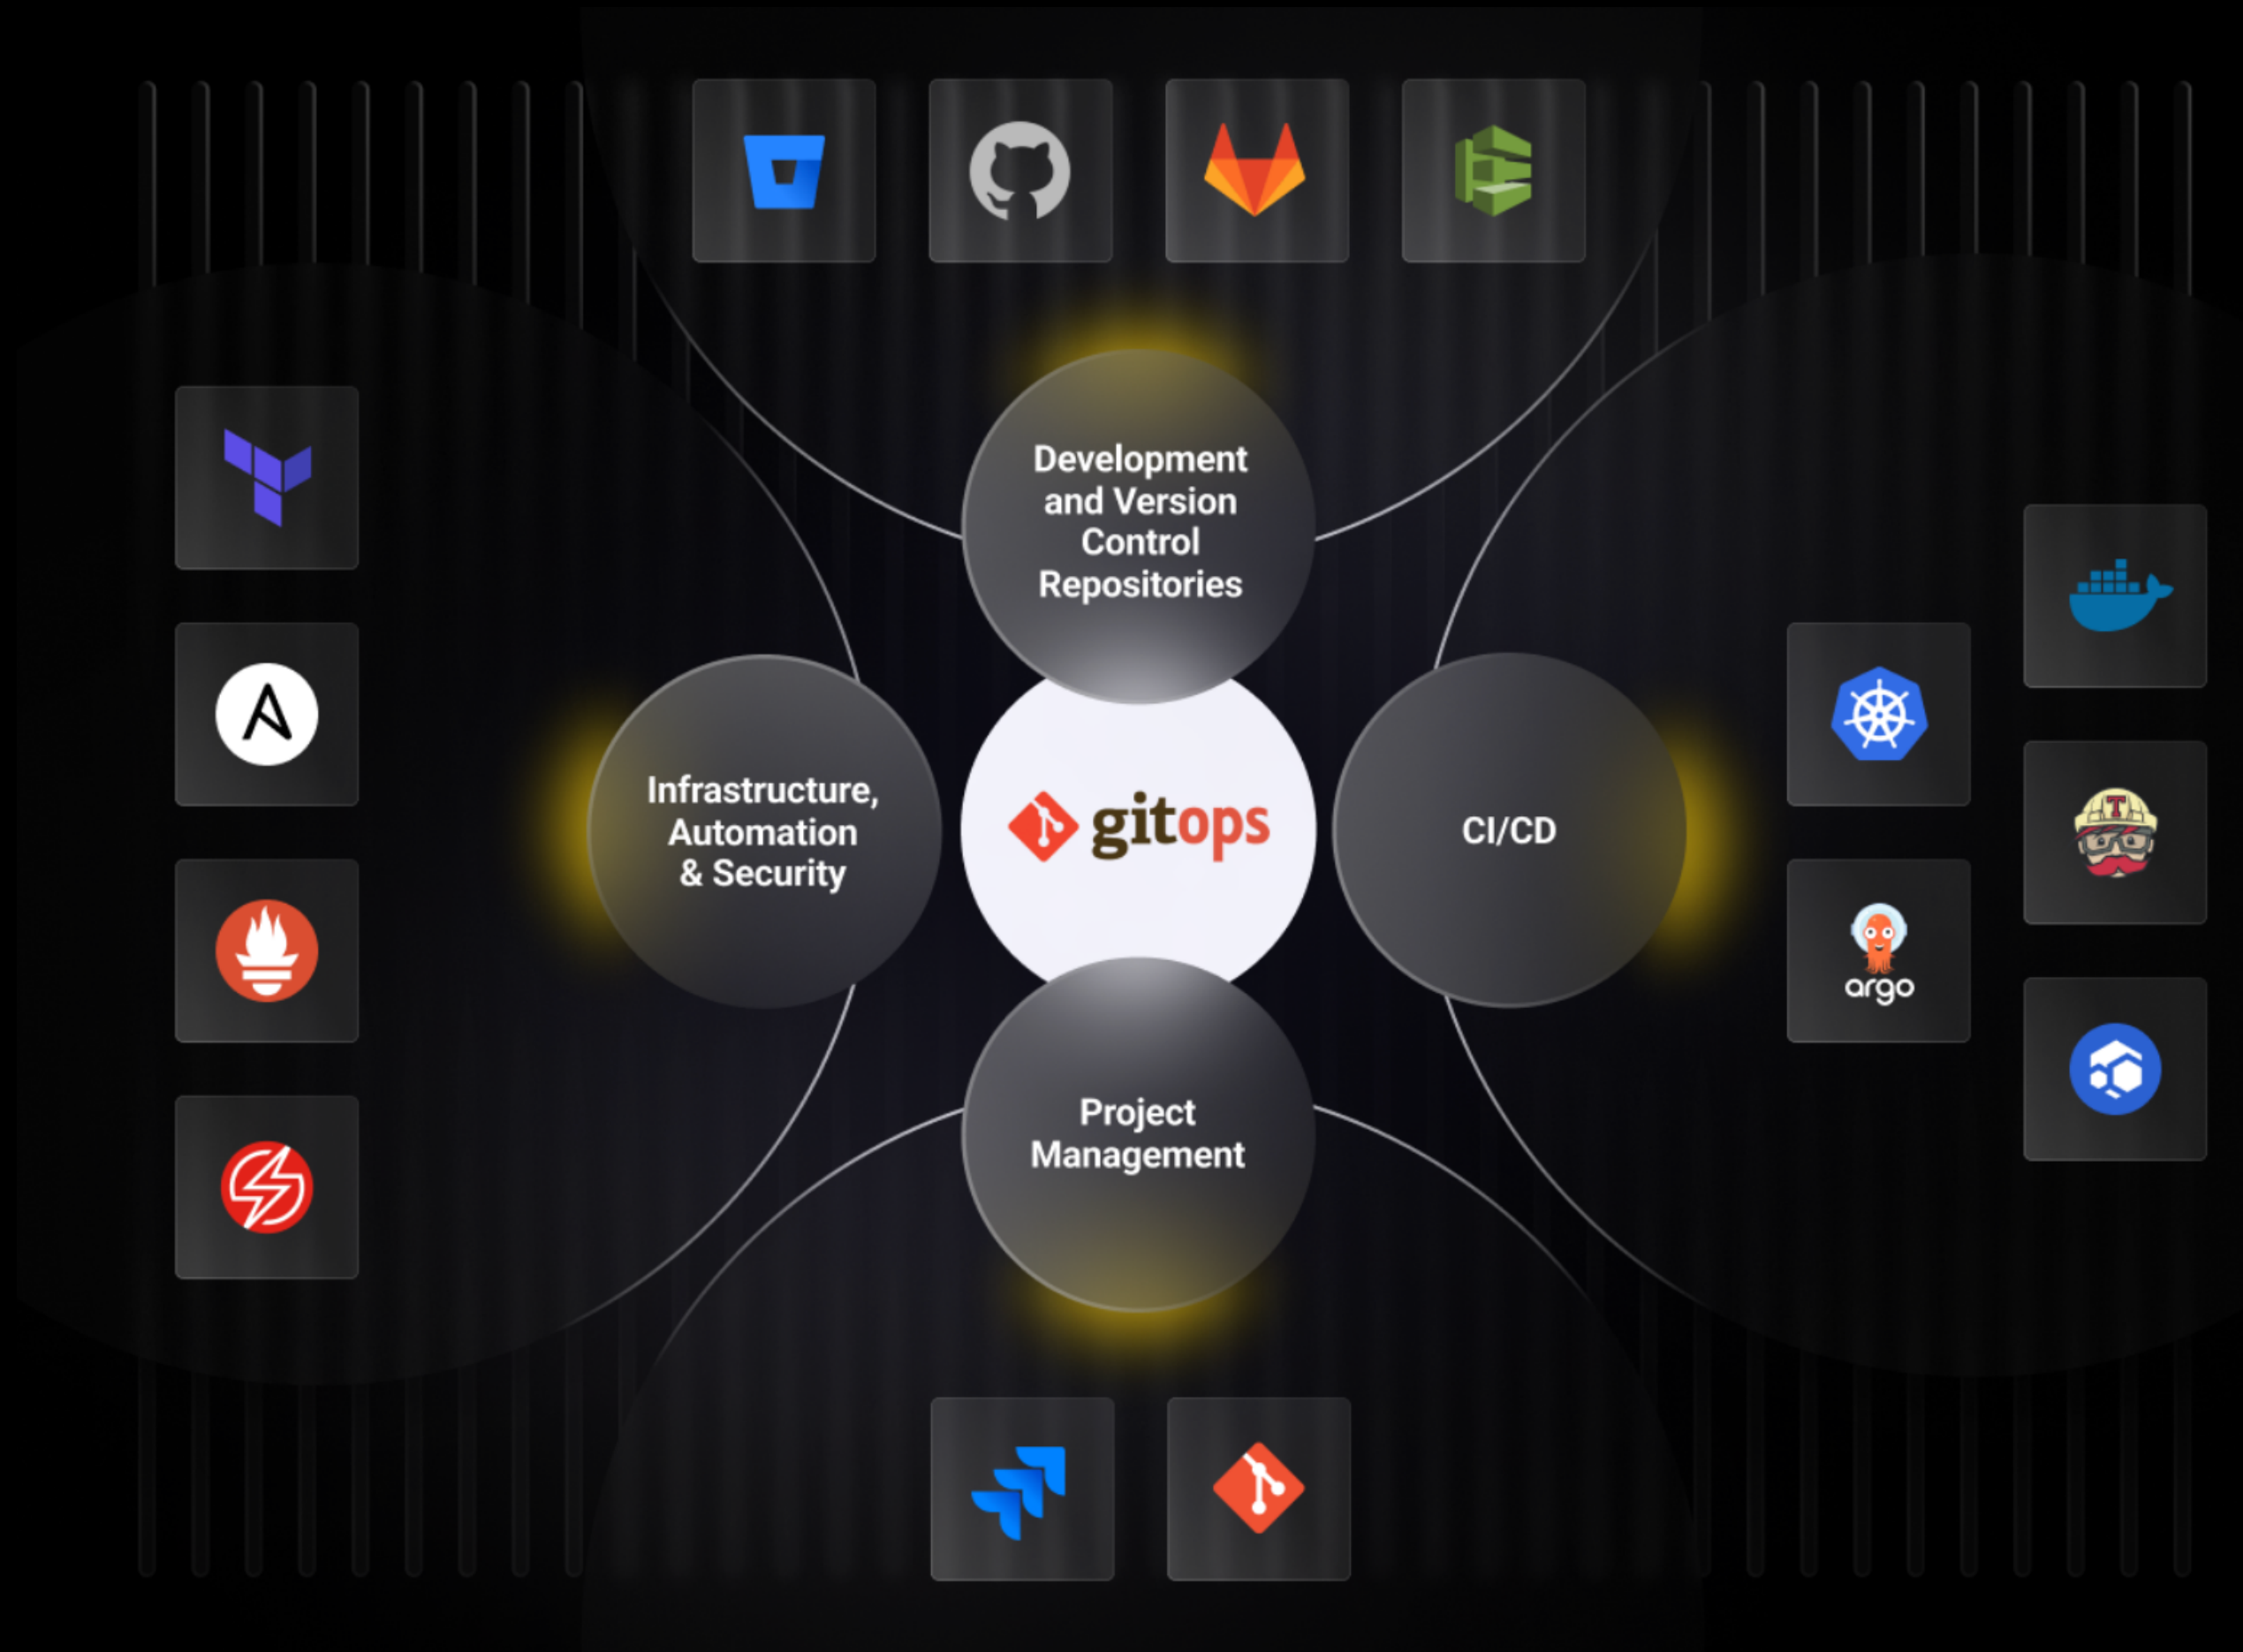 Development
and Version
Control
Repositories
Infrastructure,
Automation
& Security
gitops
CI/CD
T
argo
Project
Management